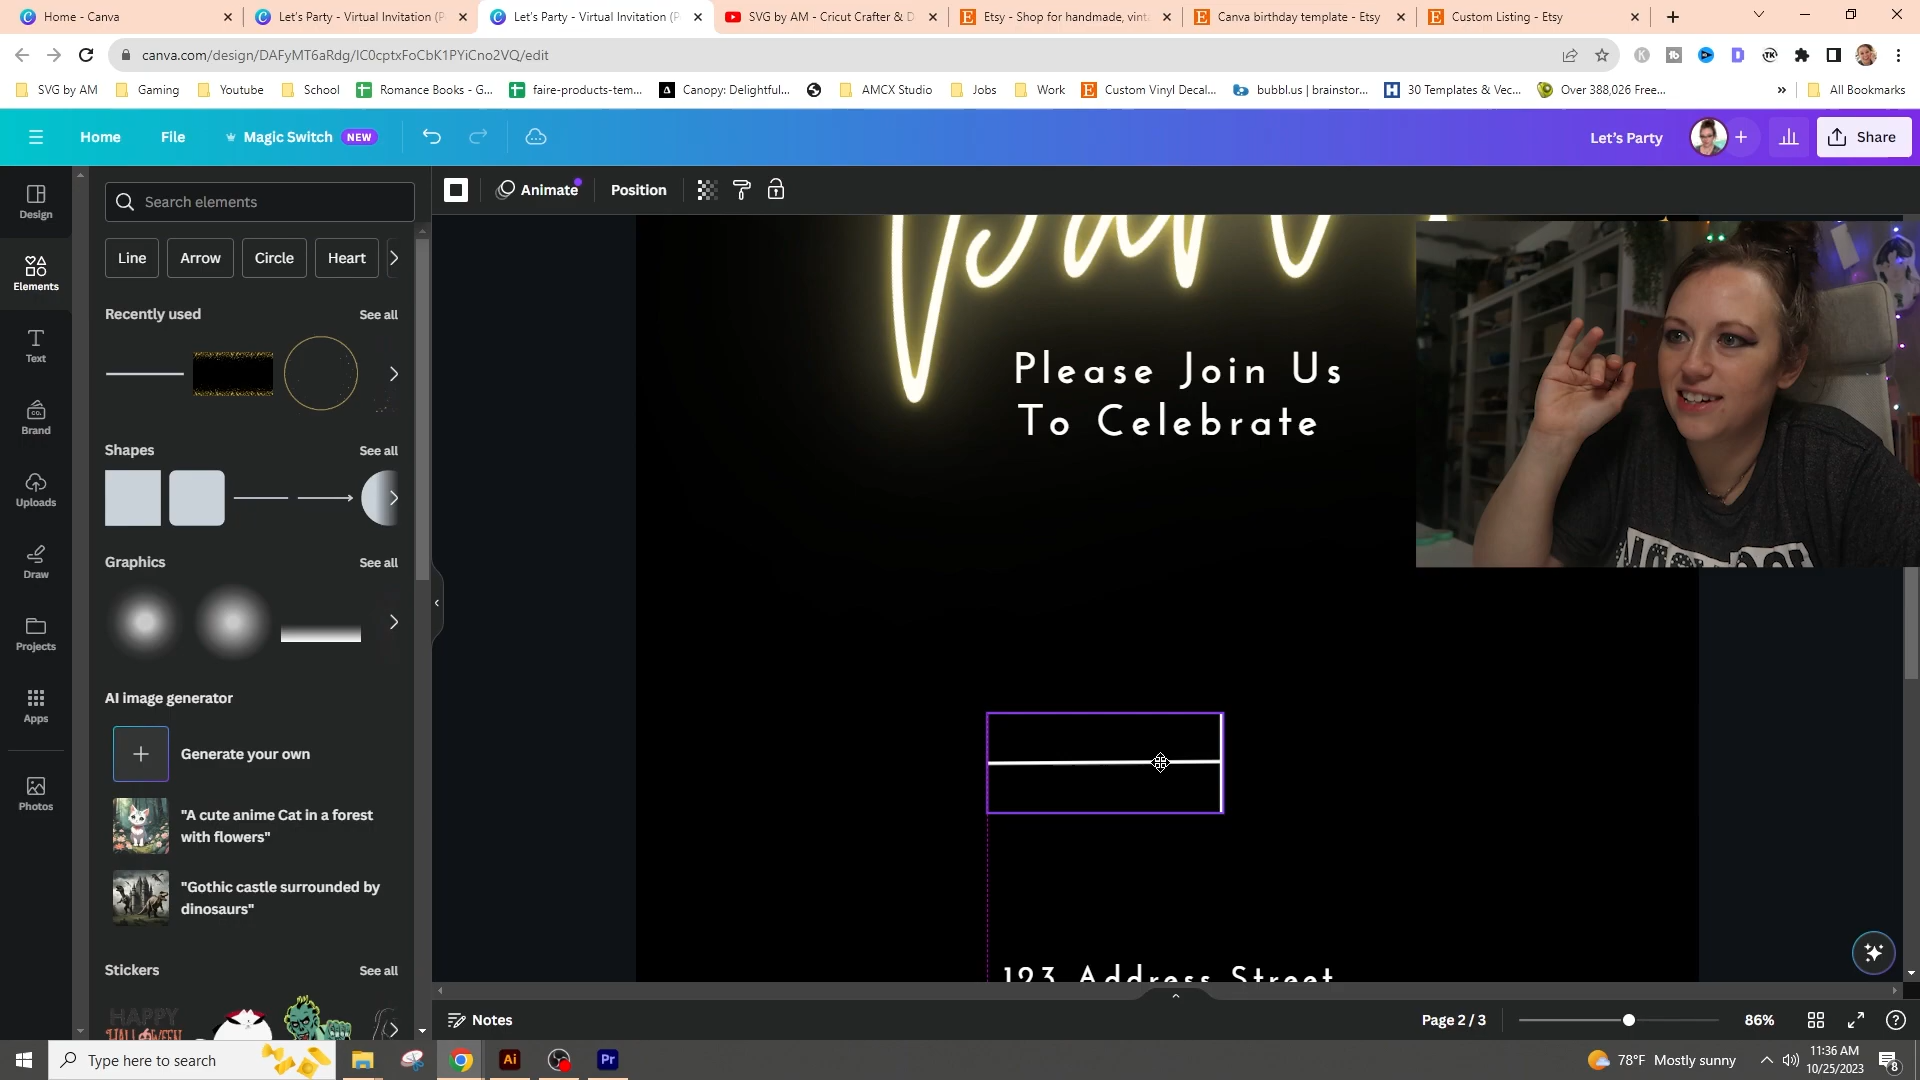 Home - Canva
Let's Party - Virtual Invitation (P
Let's Party - Virtual Invitation (P
SVG by AM - Cricut Crafter & D
Etsy - Shop for handmade, vint
Canva birthday template - Etsy
Custom Listing - Etsy
canva.com/design/DAFyMT6aRdg/IC0cptxFoCbK1PYiCno2VQ/edit
SVG by AM
Gaming
Youtube
School
Romance Books - G...
faire-products-tem...
Canopy: Delightful...
AMCX Studio
Jobs
Work
Custom Vinyl Decal...
bubbl.us | brainstor...
30 Templates & Vec...
Over 388,026 Free...
All Bookmarks
Home
File
Magic Switch
NEW
Let's Party
Share
Design
Elements
Text
Brand
Uploads
Draw
Projects
Apps
Photos
Search elements
Line
Arrow
Circle
Heart
Recently used
See all
Shapes
See all
Graphics
See all
AI image generator
Generate your own
"A cute anime Cat in a forest
with flowers"
"Gothic castle surrounded by
dinosaurs"
Stickers
See all
HAPPY
HALLOWEEN
Animate
Position
Please Join Us
To Celebrate
123 Address Street
Notes
Page 2 / 3
86%
Type here to search
Ai
Pr
78°F Mostly sunny
11:36 AM
10/25/2023
8